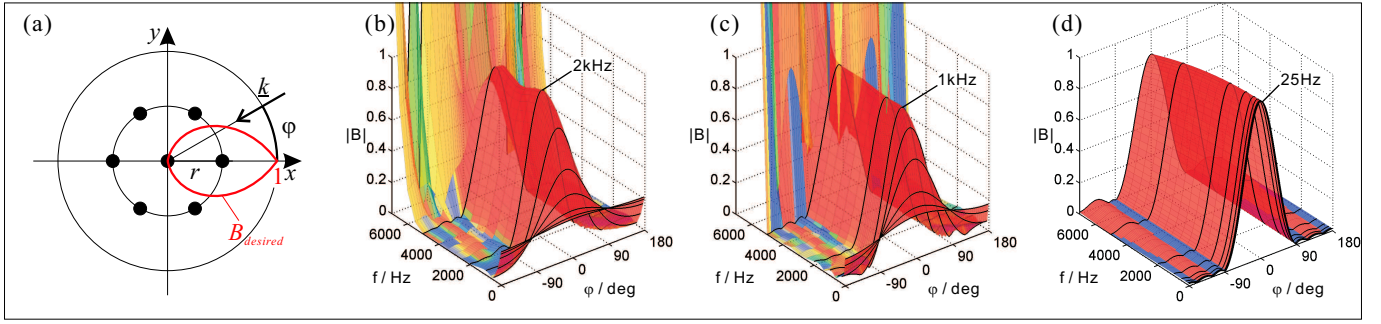 (a)
y
k
φ
r
1
x
B desired
(b)
1
0.8
0.6
|B|
0.4
0.2
0
2kHz
6000
4000
2000
0
f / Hz
-90
0
90
180
φ / deg
(c)
1
0.8
0.6
|B|
0.4
0.2
0
1kHz
6000
4000
2000
0
f / Hz
-90
0
90
180
φ / deg
(d)
1
0.8
0.6
|B|
0.4
0.2
0
25Hz
6000
4000
2000
0
f / Hz
-90
0
90
180
φ / deg